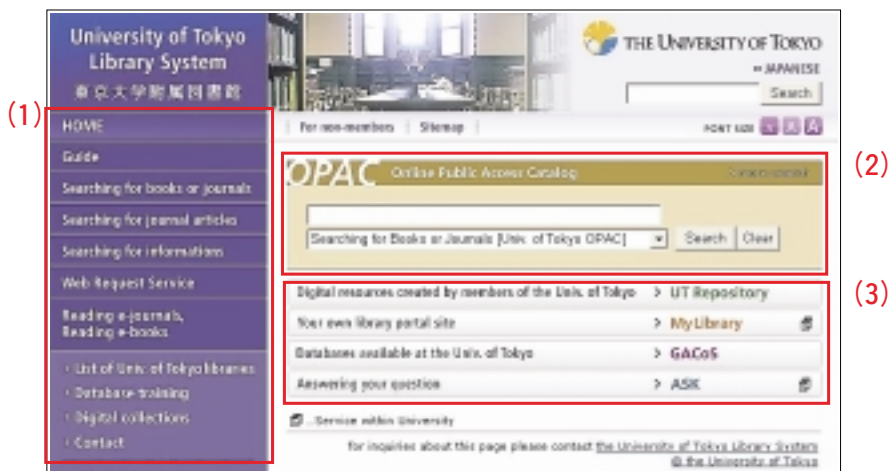 University of Tokyo
Library System
東京大学附属図書館
(1)
HOME
Guide
Searching for books or journals
Searching for journal articles
Searching for informations
Web Request Service
Reading e-journals,
Reading e-books
List of Univ. of Tokyo libraries
Database training
Digital collections
Contact
THE UNIVERSITY OF TOKYO
JAPANESE
Search
For non-members | Sitemap |
FONT SIZE A A A
(2)
OPAC Online Public Access Catalog
Searching for Books or Journals [Univ. of Tokyo OPAC] Search Clear
(3)
Digital resources created by members of the Univ. of Tokyo > UT Repository
Your own library portal site > MyLibrary
Databases available at the Univ. of Tokyo > GACoS
Answering your question > ASK
...Service within University
For inquiries about this page please contact the University of Tokyo Library System
© the University of Tokyo